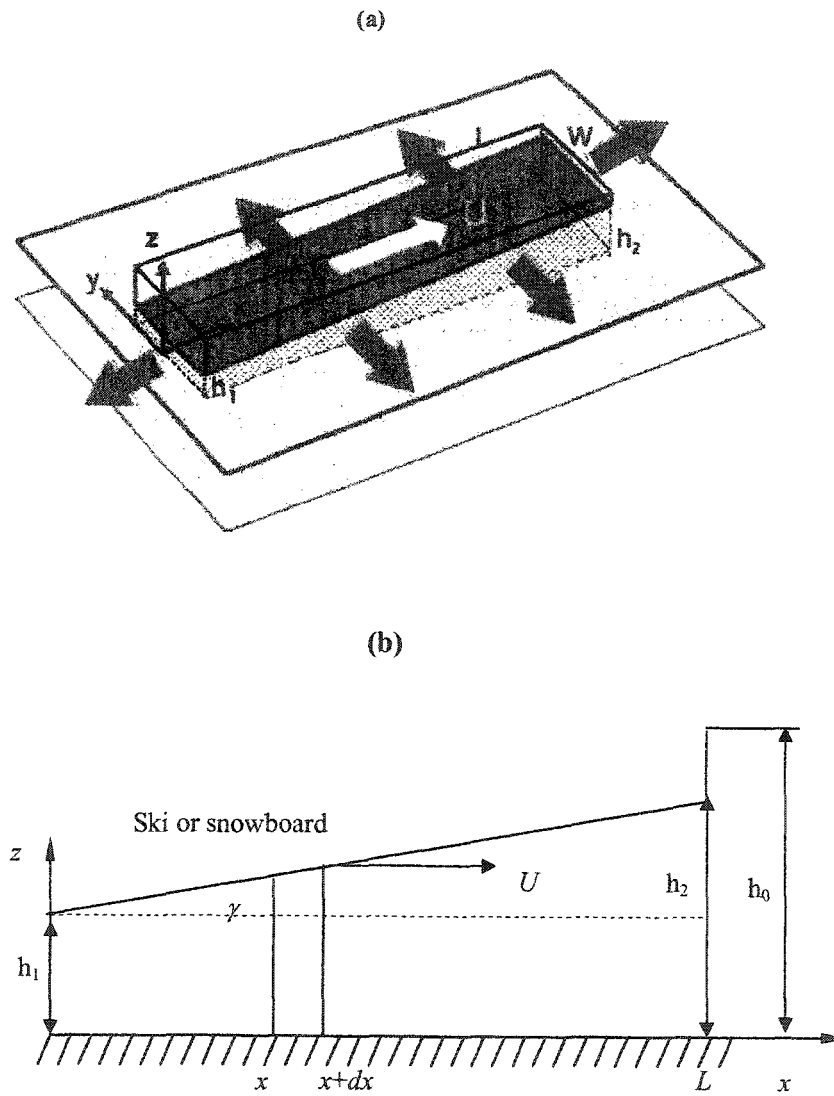 (a)
L
W
U
z
h₂
y
h₁
(b)
Ski or snowboard
z
U
h₂
h₀
γ
h₁
x
x+dx
L
x